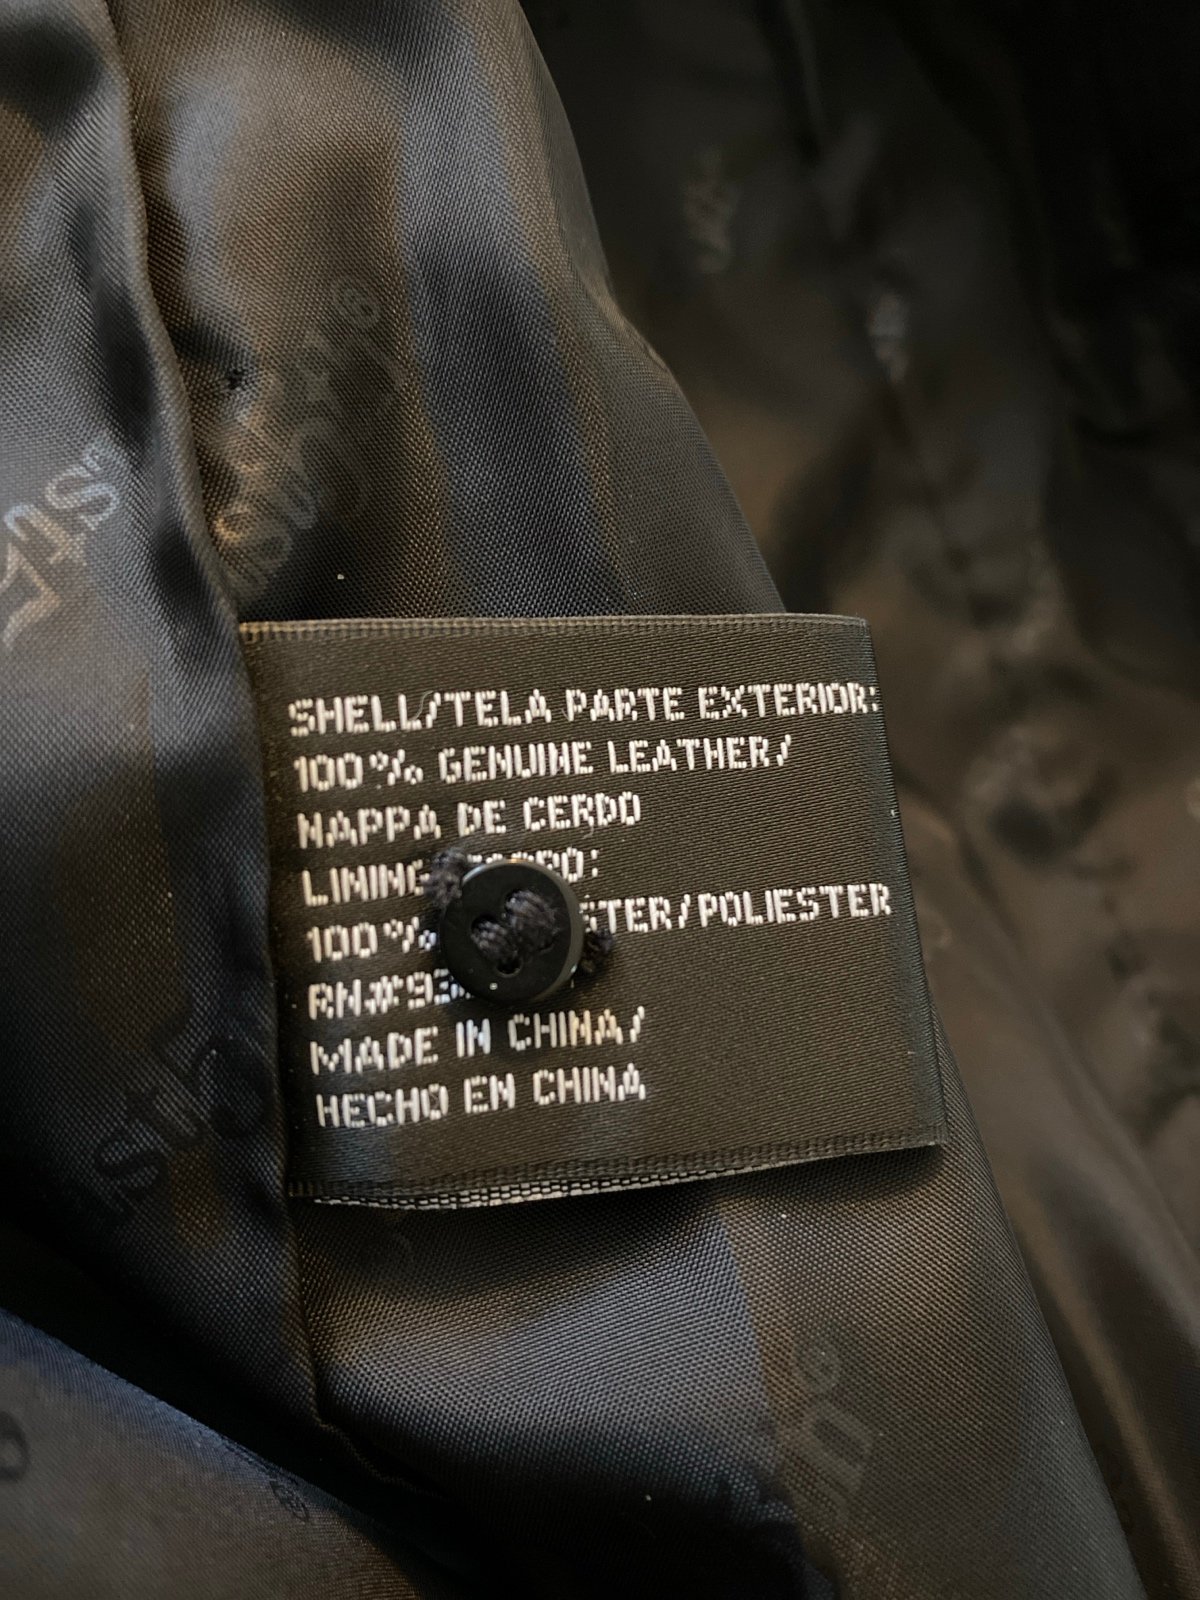 SHELL/TELA PARTE EXTERIOR:
100% GENUINE LEATHER/
NAPPA DE CERDO
LINING
100% /POLIESTER
MADE IN CHINA/
HECHO EN CHINA